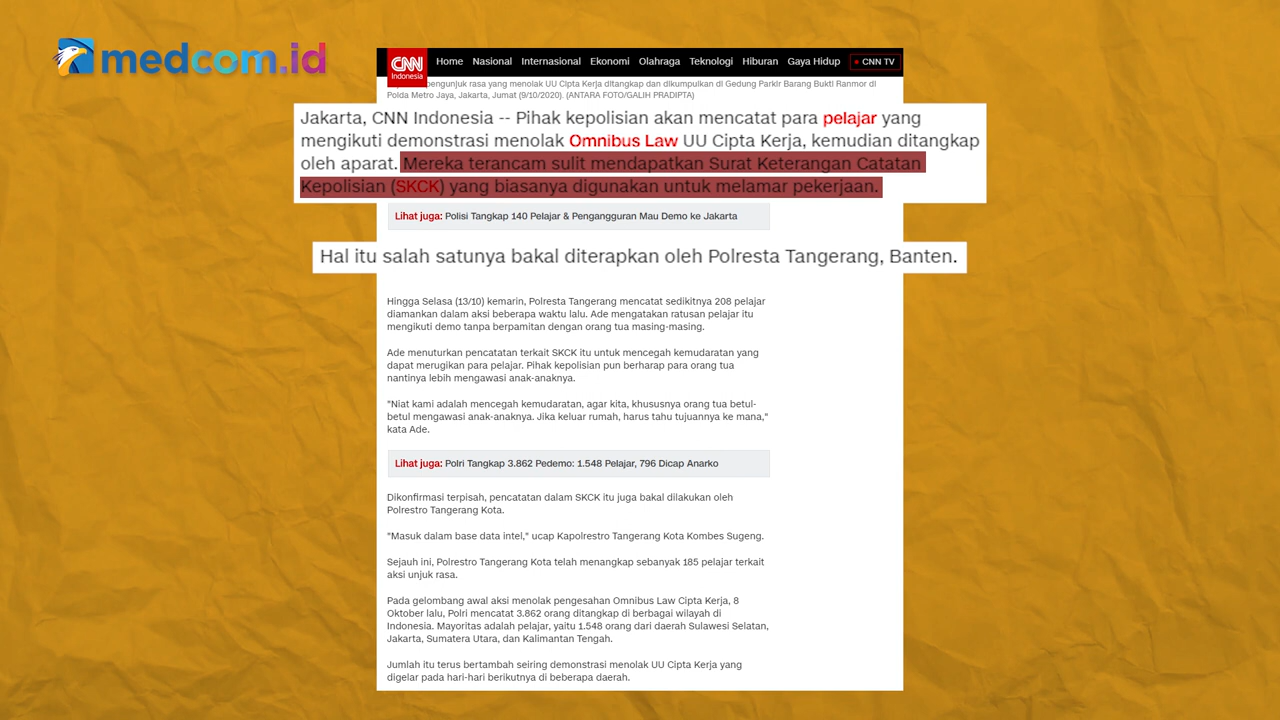 medcom.id
CNN Indonesia Home Nasional Internasional Ekonomi Olahraga Teknologi Hiburan Gaya Hidup CNN TV
pengunjuk rasa yang menolak UU Cipta Kerja ditangkap dan dikumpulkan di Gedung Parkir Barang Bukti Ranmor di
Polda Metro Jaya, Jakarta, Jumat (9/10/2020). (ANTARA FOTO/GALIH PRADIPTA)
Jakarta, CNN Indonesia -- Pihak kepolisian akan mencatat para pelajar yang
mengikuti demonstrasi menolak Omnibus Law UU Cipta Kerja, kemudian ditangkap
oleh aparat. Mereka terancam sulit mendapatkan Surat Keterangan Catatan
Kepolisian (SKCK) yang biasanya digunakan untuk melamar pekerjaan.
Lihat juga: Polisi Tangkap 140 Pelajar & Pengangguran Mau Demo ke Jakarta
Hal itu salah satunya bakal diterapkan oleh Polresta Tangerang, Banten.
Hingga Selasa (13/10) kemarin, Polresta Tangerang mencatat sedikitnya 208 pelajar
diamankan dalam aksi beberapa waktu lalu. Ade mengatakan ratusan pelajar itu
mengikuti demo tanpa berpamitan dengan orang tua masing-masing.
Ade menuturkan pencatatan terkait SKCK itu untuk mencegah kemudaratan yang
dapat merugikan para pelajar. Pihak kepolisian pun berharap para orang tua
nantinya lebih mengawasi anak-anaknya.
"Niat kami adalah mencegah kemudaratan, agar kita, khususnya orang tua betul-
betul mengawasi anak-anaknya. Jika keluar rumah, harus tahu tujuannya ke mana,"
kata Ade.
Lihat juga: Polri Tangkap 3.862 Pedemo: 1.548 Pelajar, 796 Dicap Anarko
Dikonfirmasi terpisah, pencatatan dalam SKCK itu juga bakal dilakukan oleh
Polrestro Tangerang Kota.
"Masuk dalam base data intel," ucap Kapolrestro Tangerang Kota Kombes Sugeng.
Sejauh ini, Polrestro Tangerang Kota telah menangkap sebanyak 185 pelajar terkait
aksi unjuk rasa.
Pada gelombang awal aksi menolak pengesahan Omnibus Law Cipta Kerja, 8
Oktober lalu, Polri mencatat 3.862 orang ditangkap di berbagai wilayah di
Indonesia. Mayoritas adalah pelajar, yaitu 1.548 orang dari daerah Sulawesi Selatan,
Jakarta, Sumatera Utara, dan Kalimantan Tengah.
Jumlah itu terus bertambah seiring demonstrasi menolak UU Cipta Kerja yang
digelar pada hari-hari berikutnya di beberapa daerah.